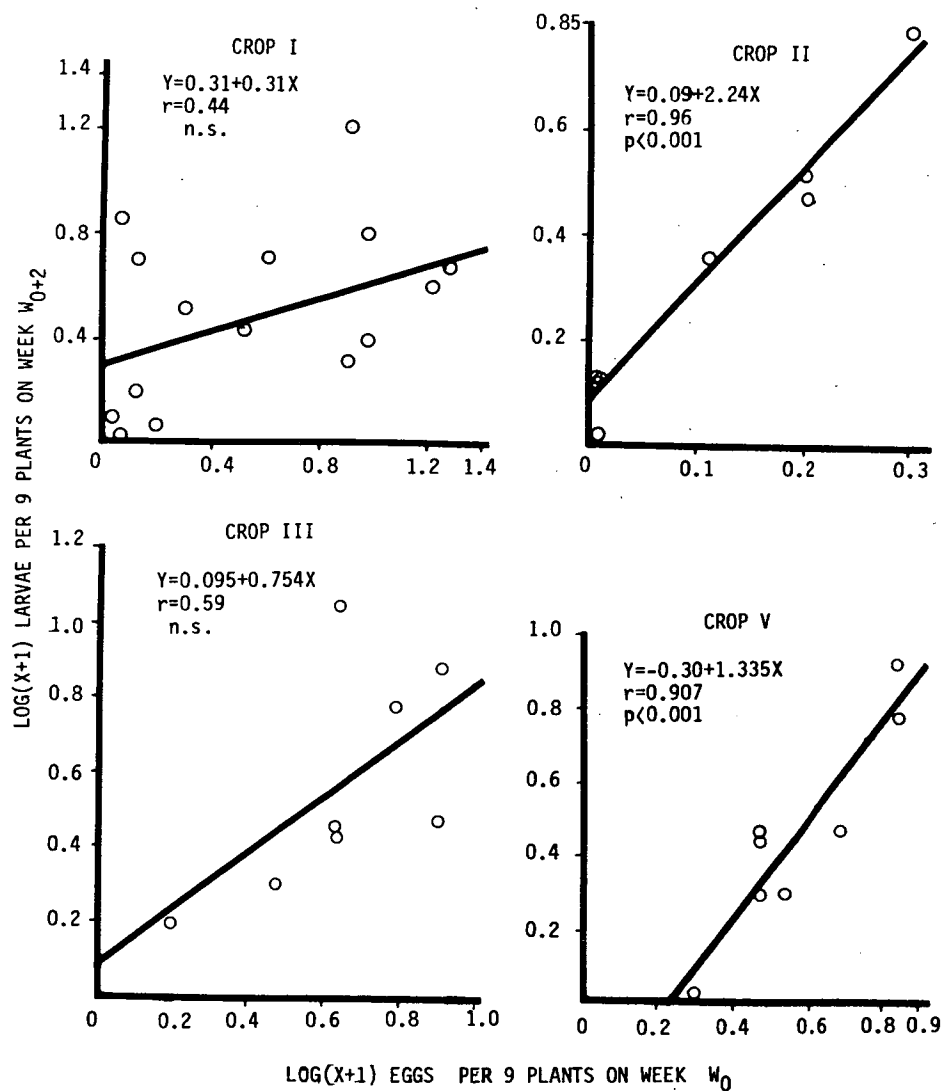 CROP I
Y=0.31+0.31X
r=0.44
n.s.
1.4
1.2
0.8
0.4
0 0.4 0.8 1.2 1.4
CROP II
Y=0.09+2.24X
r=0.96
p<0.001
0.85
0.6
0.4
0.2
0 0.1 0.2 0.3
CROP III
Y=0.095+0.754X
r=0.59
n.s.
1.2
1.0
0.8
0.6
0.4
0.2
0 0.2 0.4 0.6 0.8 1.0
CROP V
Y=-0.30+1.335X
r=0.907
p<0.001
1.0
0.8
0.6
0.4
0.2
0 0.2 0.4 0.6 0.8 0.9
LOG(X+1) LARVAE PER 9 PLANTS ON WEEK W0+2
LOG(X+1) EGGS PER 9 PLANTS ON WEEK W0